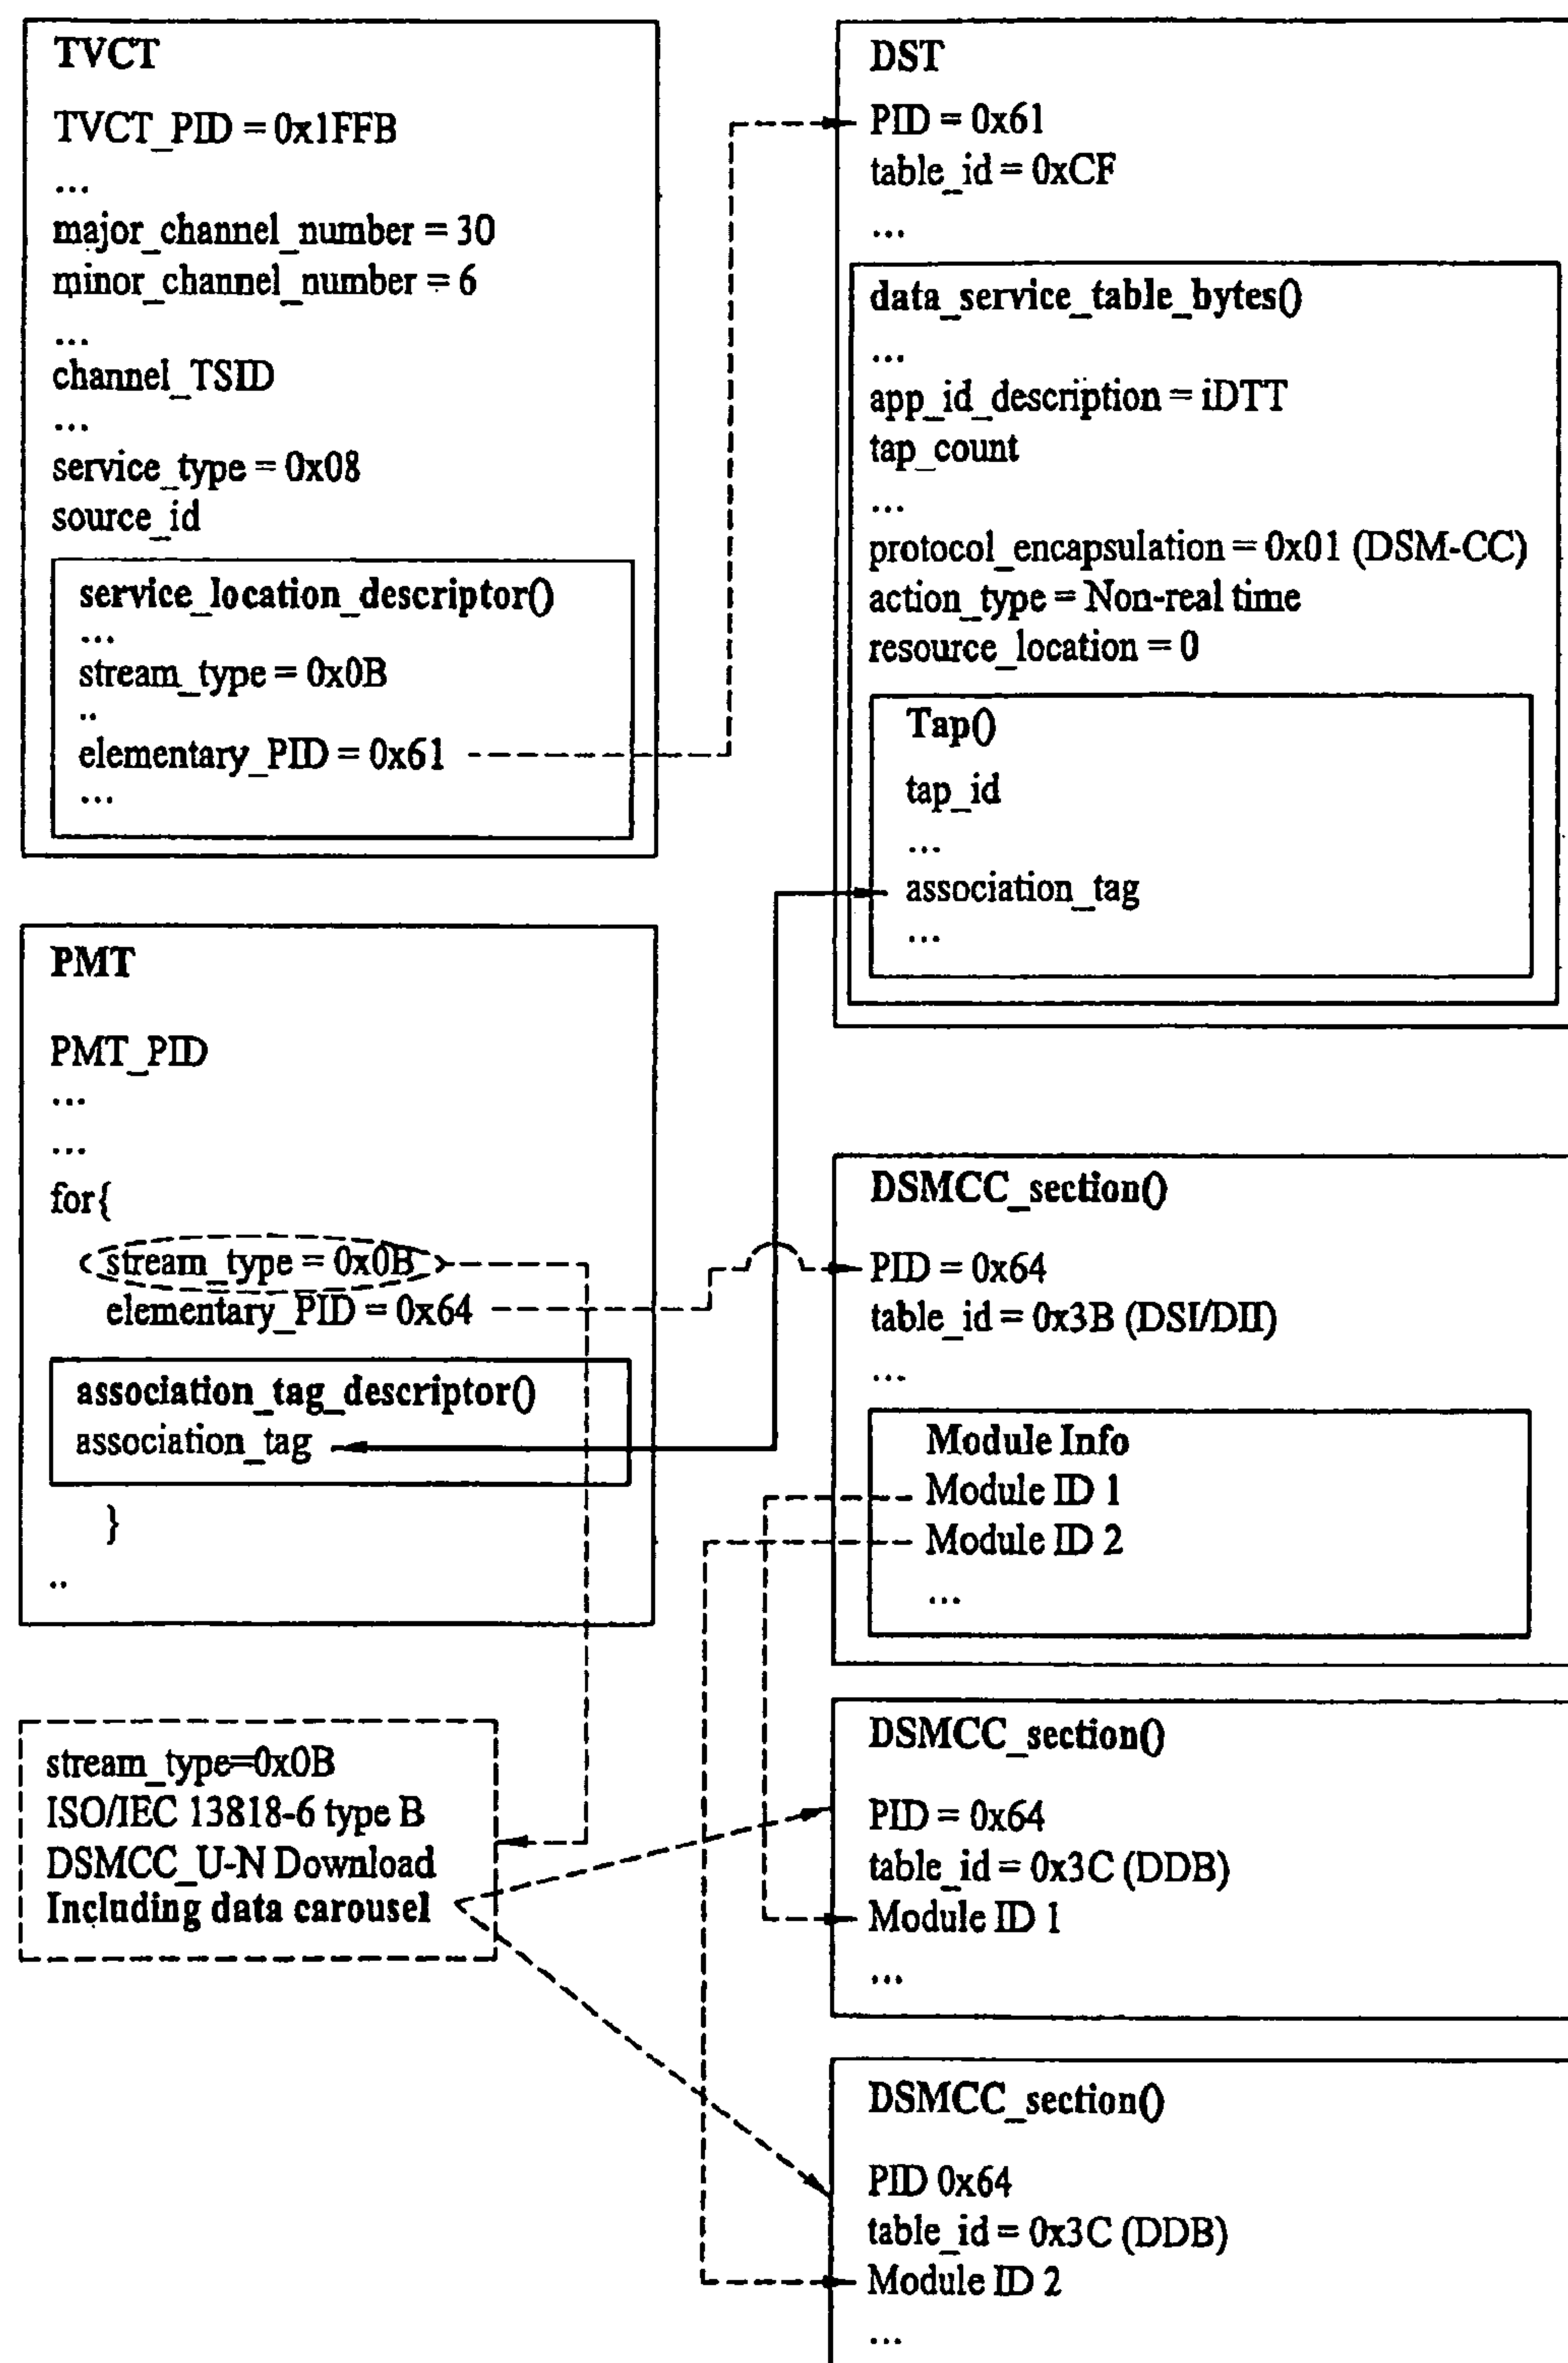 TVCT
TVCT_PID = 0x1FFB
...
major_channel_number = 30
minor_channel_number = 6
...
channel_TSID
...
service_type = 0x08
source_id
service_location_descriptor()
...
stream_type = 0x0B
..
elementary_PID = 0x61
...
PMT
PMT_PID
...
...
for{
stream_type = 0x0B
elementary_PID = 0x64
association_tag_descriptor()
association_tag
}
..
stream_type=0x0B
ISO/IEC 13818-6 type B
DSMCC_U-N Download
Including data carousel
DST
PID = 0x61
table_id = 0xCF
...
data_service_table_bytes()
...
app_id_description = iDTT
tap_count
...
protocol_encapsulation = 0x01 (DSM-CC)
action_type = Non-real time
resource_location = 0
Tap()
tap_id
...
association_tag
...
DSMCC_section()
PID = 0x64
table_id = 0x3B (DSI/DII)
...
Module Info
Module ID 1
Module ID 2
...
DSMCC_section()
PID = 0x64
table_id = 0x3C (DDB)
Module ID 1
...
DSMCC_section()
PID 0x64
table_id = 0x3C (DDB)
Module ID 2
...